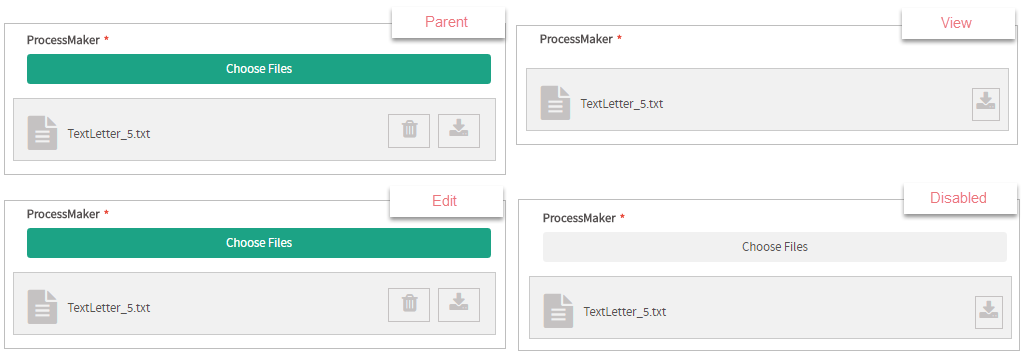 Parent
ProcessMaker *
Choose Files
TextLetter_5.txt
View
ProcessMaker *
TextLetter_5.txt
Edit
ProcessMaker *
Choose Files
TextLetter_5.txt
Disabled
ProcessMaker *
Choose Files
TextLetter_5.txt